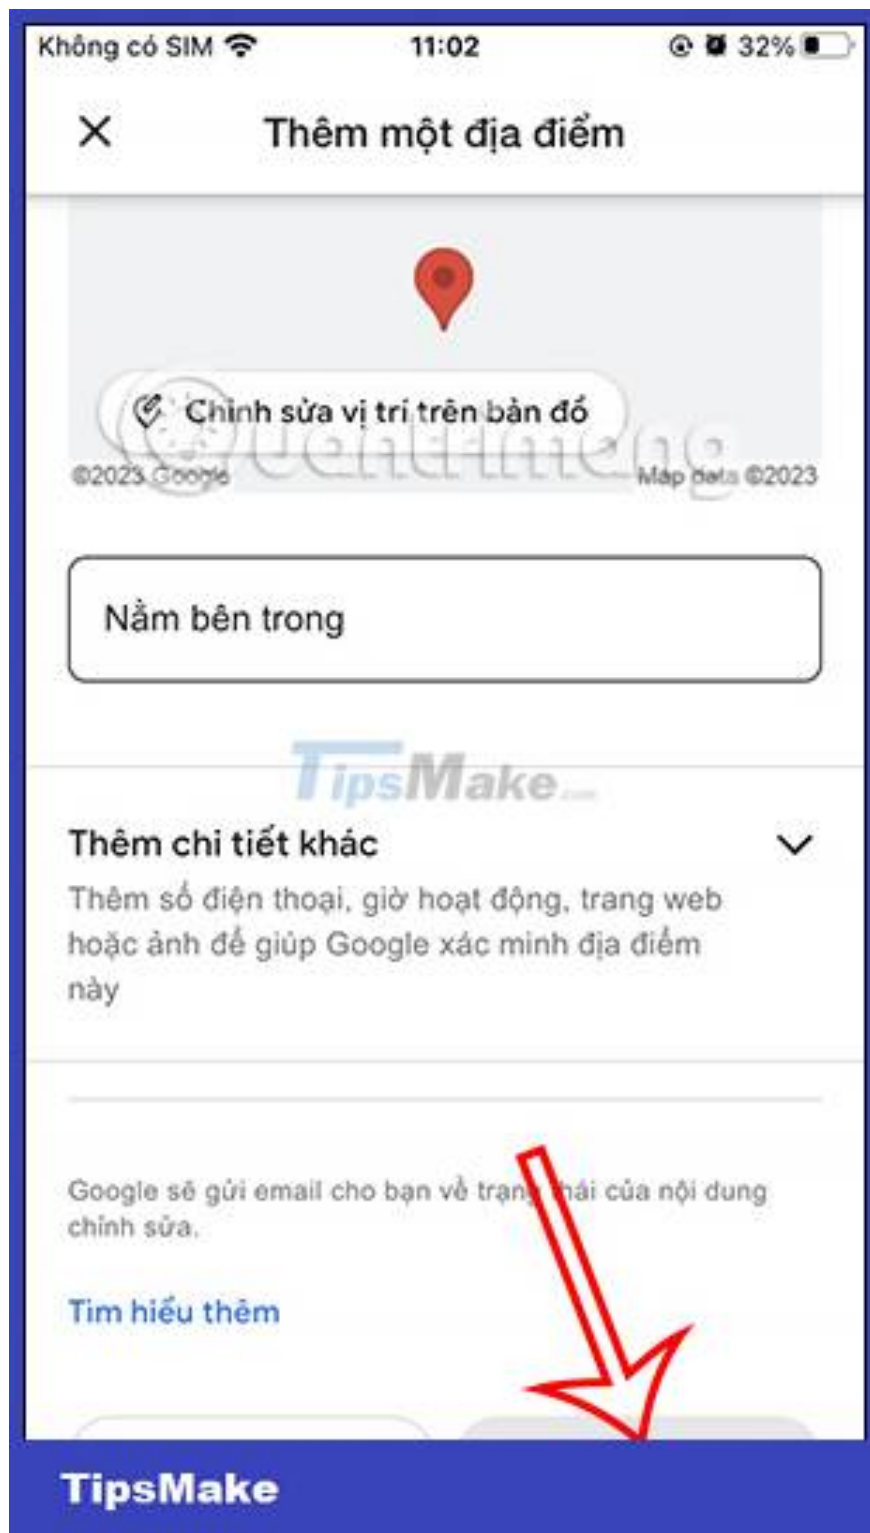 Không có SIM 11:02 32%
Thêm một địa điểm
Chỉnh sửa vị trí trên bản đồ
Quantrimang
©2023 Google Map data ©2023
Nằm bên trong
TipsMake.com
Thêm chi tiết khác
Thêm số điện thoại, giờ hoạt động, trang web
hoặc ảnh để giúp Google xác minh địa điểm
này
Google sẽ gửi email cho bạn về trạng thái của nội dung
chỉnh sửa.
Tìm hiểu thêm
TipsMake